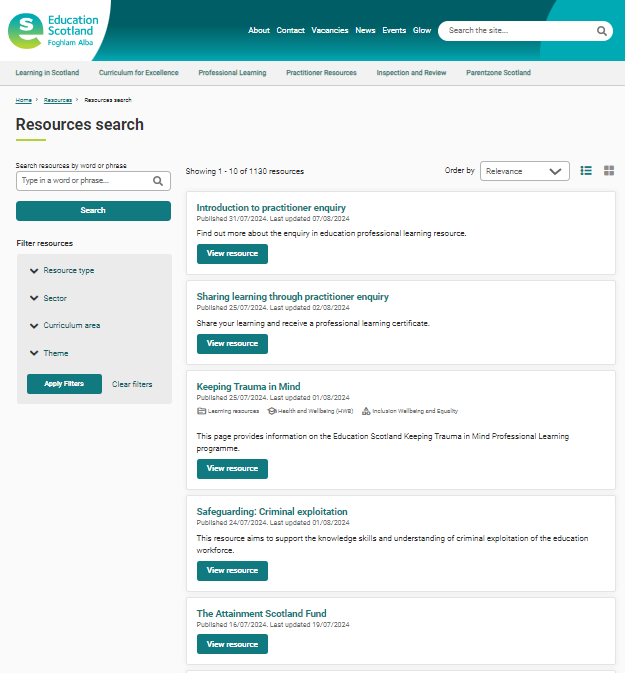 Education
Scotland
Foghlam Alba
About Contact Vacancies News Events Glow Search the site...
Learning in Scotland Curriculum for Excellence Professional Learning Practitioner Resources Inspection and Review Parentzone Scotland
Home > Resources > Resources search
Resources search
Search resources by word or phrase
Type in a word or phrase...
Search
Filter resources
Resource type
Sector
Curriculum area
Theme
Apply Filters Clear filters
Showing 1 - 10 of 1130 resources Order by Relevance
Introduction to practitioner enquiry
Published 31/07/2024. Last updated 07/08/2024
Find out more about the enquiry in education professional learning resource.
View resource
Sharing learning through practitioner enquiry
Published 25/07/2024. Last updated 02/08/2024
Share your learning and receive a professional learning certificate.
View resource
Keeping Trauma in Mind
Published 25/07/2024. Last updated 01/08/2024
Learning resources Health and Wellbeing (HWB) Inclusion Wellbeing and Equality
This page provides information on the Education Scotland Keeping Trauma in Mind Professional Learning
programme.
View resource
Safeguarding: Criminal exploitation
Published 24/07/2024. Last updated 01/08/2024
This resource aims to support the knowledge skills and understanding of criminal exploitation of the education
workforce.
View resource
The Attainment Scotland Fund
Published 16/07/2024. Last updated 19/07/2024
View resource